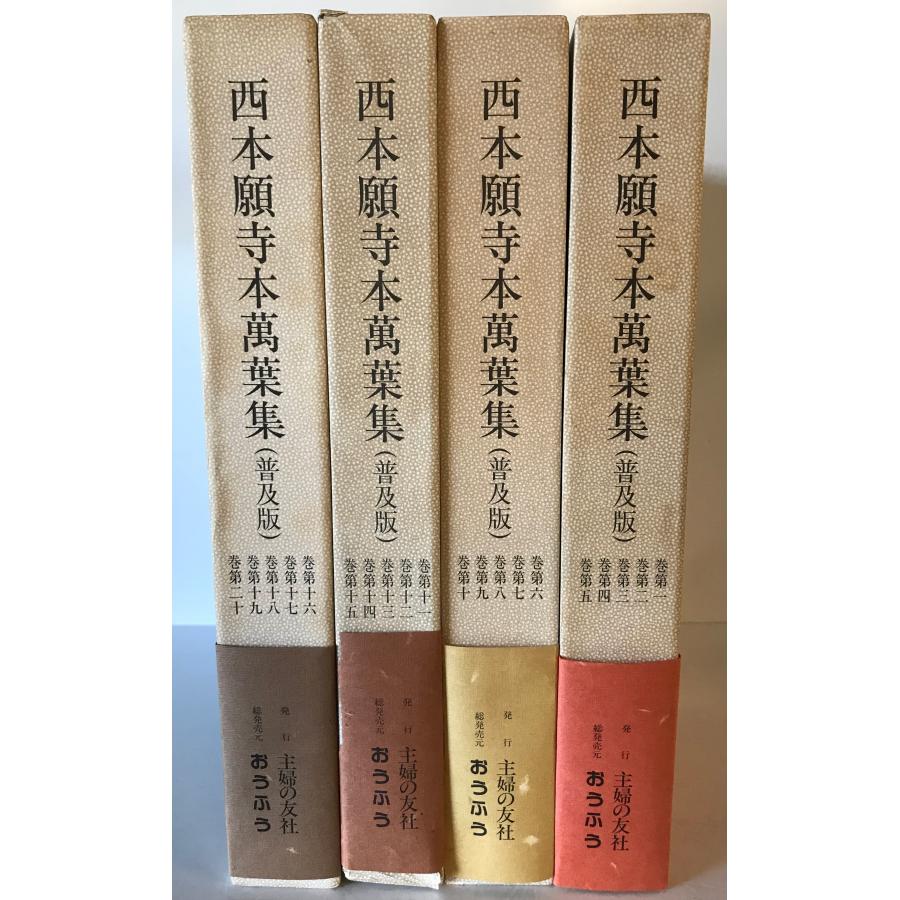 西本願寺本萬葉集(普及版)
巻第一
巻第二
巻第三
巻第四
巻第五
発行 主婦の友社
総発売元 おうふう
西本願寺本萬葉集(普及版)
巻第六
巻第七
巻第八
巻第九
巻第十
発行 主婦の友社
総発売元 おうふう
西本願寺本萬葉集(普及版)
巻第十一
巻第十二
巻第十三
巻第十四
巻第十五
発行 主婦の友社
総発売元 おうふう
西本願寺本萬葉集(普及版)
巻第十六
巻第十七
巻第十八
巻第十九
巻第二十
発行 主婦の友社
総発売元 おうふう